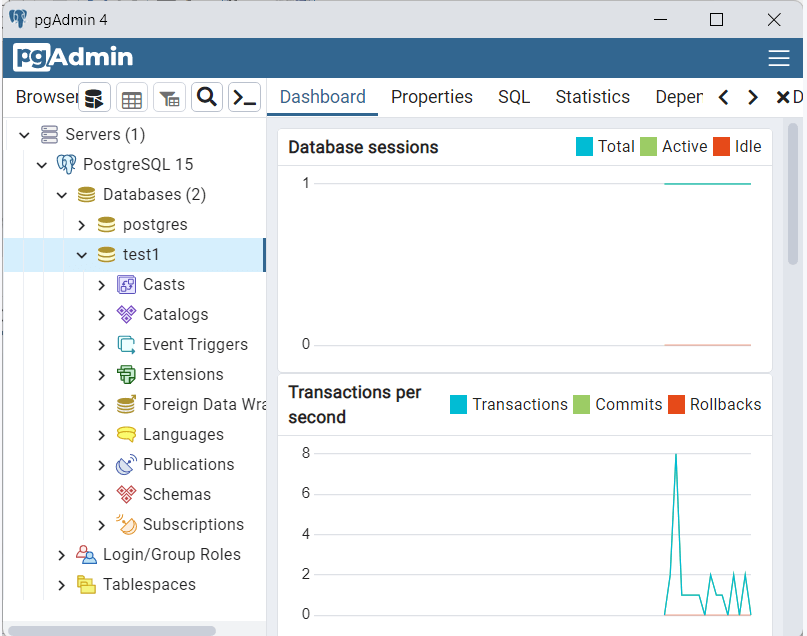 pgAdmin 4
pgAdmin
Browser
Dashboard Properties SQL Statistics Deper D
Servers (1)
PostgreSQL 15
Databases (2)
postgres
test1
Casts
Catalogs
Event Triggers
Extensions
Foreign Data Wra
Languages
Publications
Schemas
Subscriptions
Login/Group Roles
Tablespaces
Database sessions
Total Active Idle
1
0
Transactions per
second
Transactions Commits Rollbacks
8
6
4
2
0